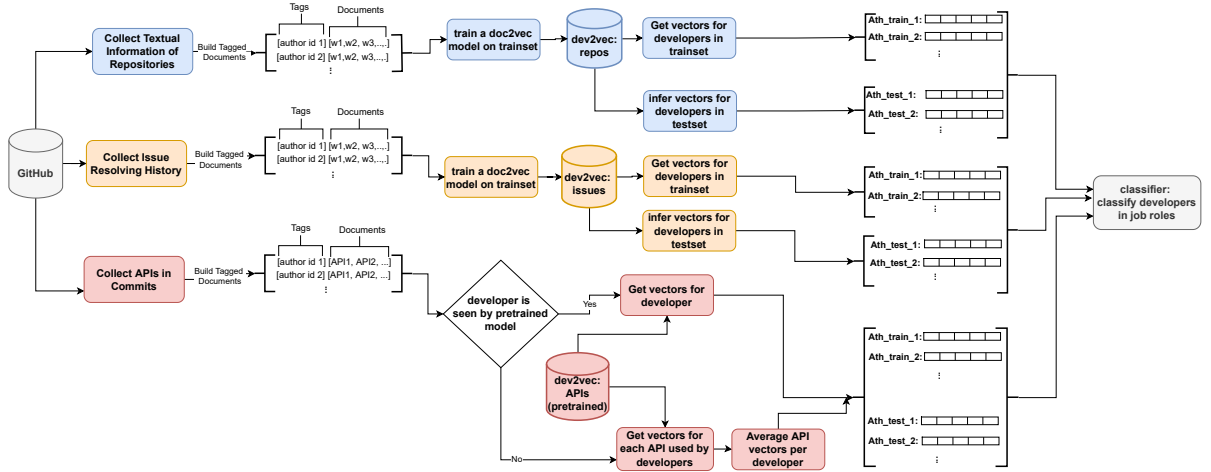 GitHub
Collect Textual
Information of
Repositories
Build Tagged
Documents
Tags
Documents
[author id 1] [w1,w2, w3,..,.]
[author id 2] [w1,w2, w3,..,.]
train a doc2vec
model on trainset
dev2vec:
repos
Get vectors for
developers in
trainset
infer vectors for
developers in
testset
Ath_train_1:
Ath_train_2:
Ath_test_1:
Ath_test_2:
Collect Issue
Resolving History
Build Tagged
Documents
Tags
Documents
[author id 1] [w1,w2, w3,..,.]
[author id 2] [w1,w2, w3,..,.]
train a doc2vec
model on trainset
dev2vec:
issues
Get vectors for
developers in
trainset
infer vectors for
developers in
testset
Ath_train_1:
Ath_train_2:
Ath_test_1:
Ath_test_2:
Collect APIs in
Commits
Build Tagged
Documents
Tags
Documents
[author id 1] [API1, API2, ...]
[author id 2] [API1, API2, ...]
developer is
seen by pretrained
model
Yes
No
Get vectors for
developer
dev2vec:
APIs
(pretrained)
Get vectors for
each API used by
developers
Average API
vectors per
developer
Ath_train_1:
Ath_train_2:
Ath_test_1:
Ath_test_2:
classifier:
classify developers
in job roles